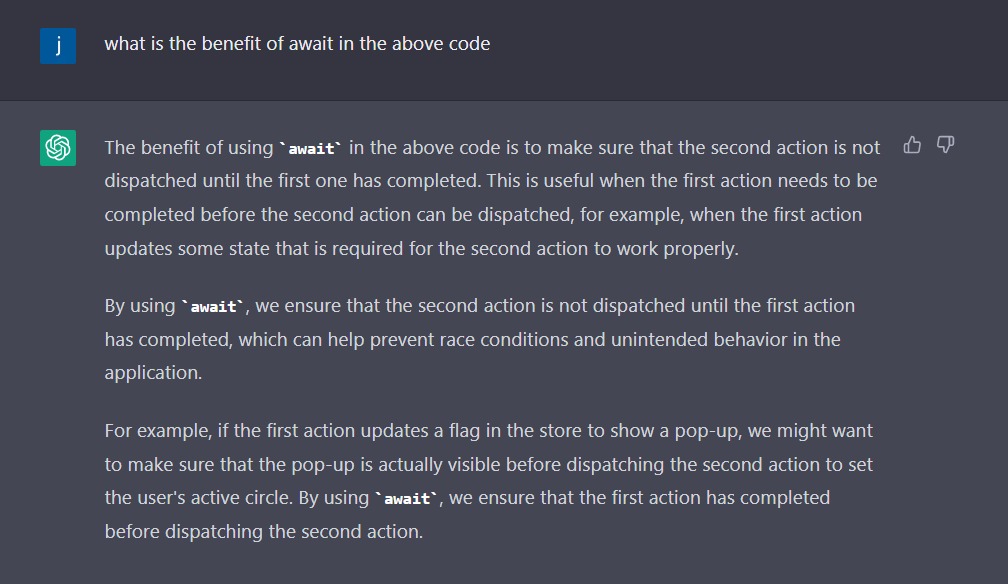 j
what is the benefit of await in the above code
The benefit of using `await` in the above code is to make sure that the second action is not
dispatched until the first one has completed. This is useful when the first action needs to be
completed before the second action can be dispatched, for example, when the first action
updates some state that is required for the second action to work properly.
By using `await`, we ensure that the second action is not dispatched until the first action
has completed, which can help prevent race conditions and unintended behavior in the
application.
For example, if the first action updates a flag in the store to show a pop-up, we might want
to make sure that the pop-up is actually visible before dispatching the second action to set
the user's active circle. By using `await`, we ensure that the first action has completed
before dispatching the second action.